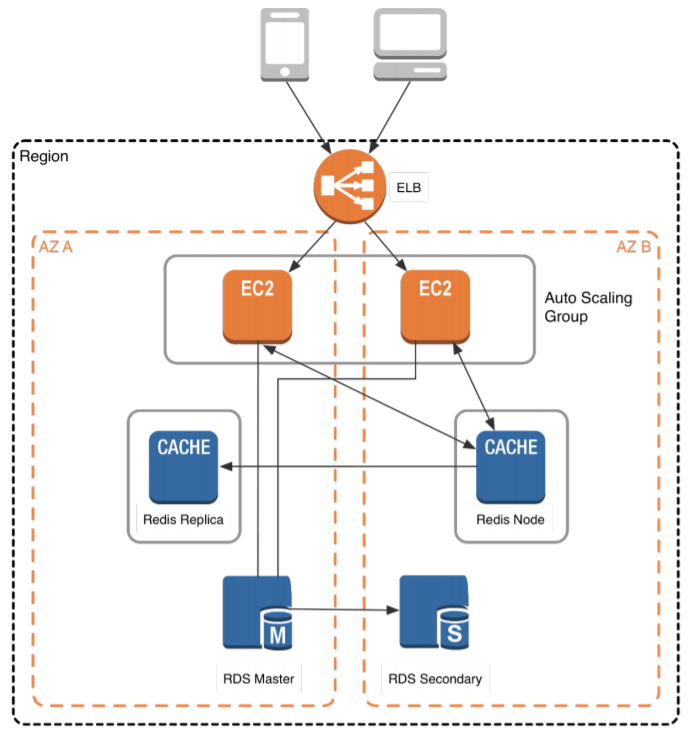 Region
ELB
AZ A
AZ B
EC2
EC2
Auto Scaling
Group
CACHE
CACHE
Redis Replica
Redis Node
M
S
RDS Master
RDS Secondary